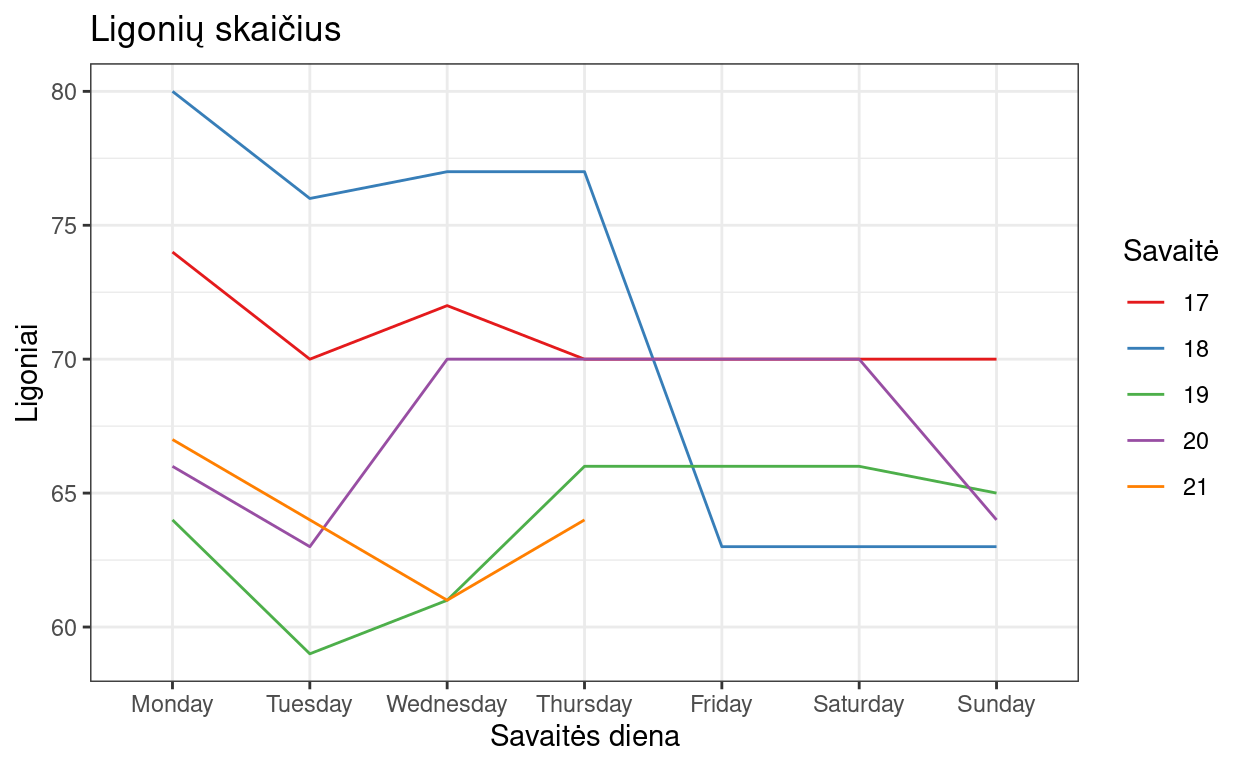 Ligonių skaičius
Ligoniai
80
75
70
65
60
Monday Tuesday Wednesday Thursday Friday Saturday Sunday
Savaitės diena
Savaitė
17
18
19
20
21